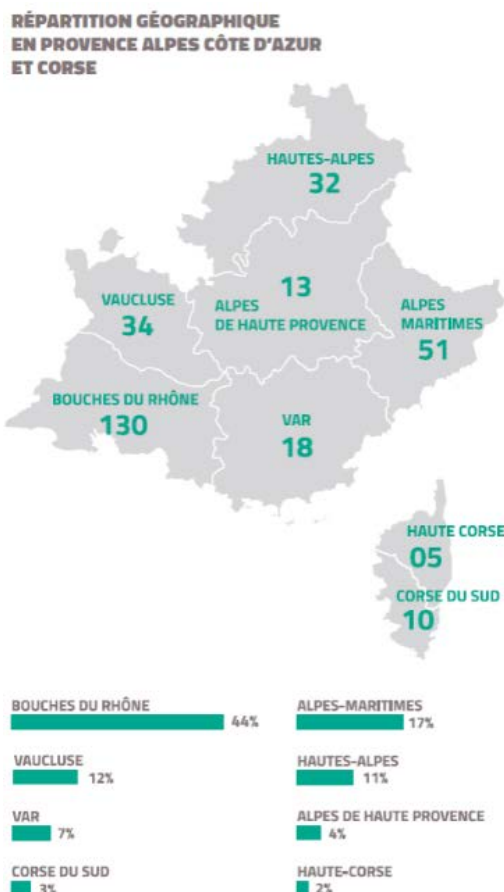 RÉPARTITION GÉOGRAPHIQUE
EN PROVENCE ALPES CÔTE D'AZUR
ET CORSE
HAUTES-ALPES
32
VAUCLUSE
34
13
ALPES
DE HAUTE PROVENCE
ALPES
MARITIMES
51
BOUCHES DU RHÔNE
130
VAR
18
HAUTE CORSE
05
CORSE DU SUD
10
BOUCHES DU RHÔNE
44%
ALPES-MARITIMES
17%
VAUCLUSE
12%
HAUTES-ALPES
11%
VAR
7%
ALPES DE HAUTE PROVENCE
4%
CORSE DU SUD
3%
HAUTE-CORSE
2%